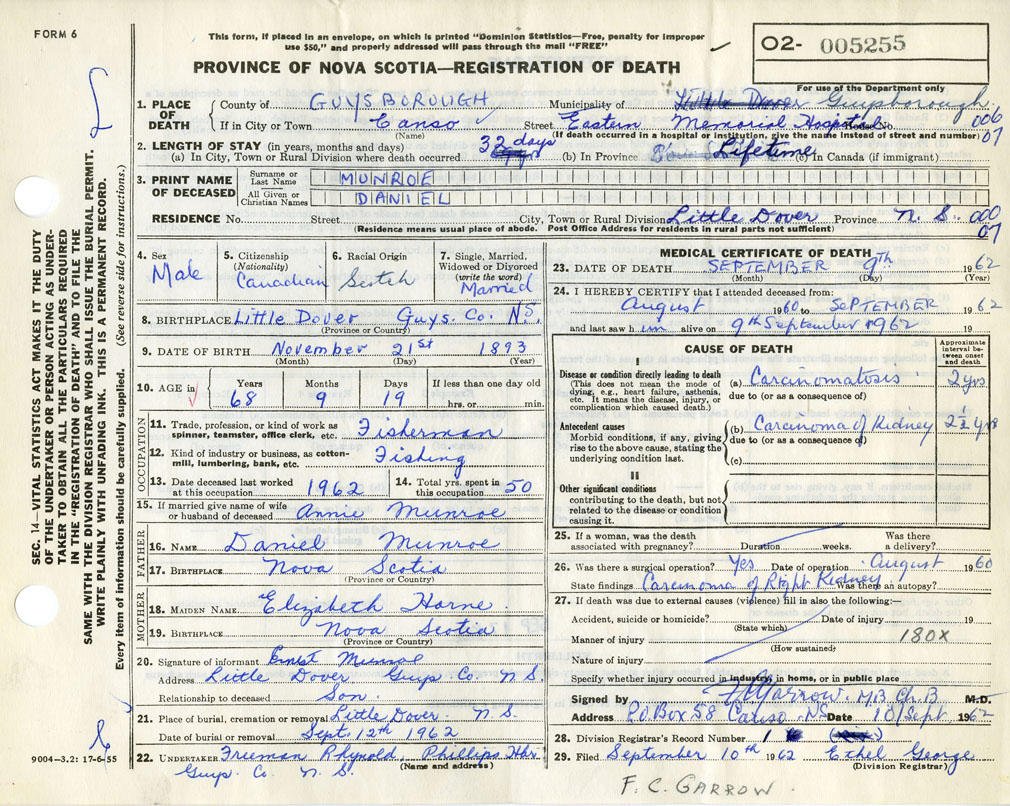 FORM 6
This form, if placed in an envelope, on which is printed "Dominion Statistics—Free, penalty for improper
use $50," and properly addressed will pass through the mail "FREE"
02- 005255
For use of the Department only
PROVINCE OF NOVA SCOTIA—REGISTRATION OF DEATH
SEC. 14—VITAL STATISTICS ACT MAKES IT THE DUTY
OF THE UNDERTAKER OR PERSON ACTING AS UNDER-
TAKER TO OBTAIN ALL THE PARTICULARS REQUIRED
IN THE "REGISTRATION OF DEATH" AND TO FILE THE
SAME WITH THE DIVISION REGISTRAR WHO SHALL ISSUE THE BURIAL PERMIT.
WRITE PLAINLY WITH UNFADING INK. THIS IS A PERMANENT RECORD.
Every item of information should be carefully supplied. (See reverse side for instructions.)
9004-3.2: 17-6-55
1. PLACE OF DEATH
County of GUYSBOROUGH Municipality of Little Dover Guysborough 006
If in City or Town Canso Street Eastern Memorial Hospital House No. 07
(Name) (If death occurred in a hospital or institution, give the name instead of street and number)
2. LENGTH OF STAY (in years, months and days)
(a) In City, Town or Rural Division where death occurred 32 days (b) In Province Lifetime (c) In Canada (if immigrant)
3. PRINT NAME OF DECEASED
Surname or Last Name MUNROE
All Given or Christian Names DANIEL
RESIDENCE No. Street City, Town or Rural Division Little Dover Province N.S. 000
(Residence means usual place of abode. Post Office Address for residents in rural parts not sufficient) 07
4. Sex Male
5. Citizenship (Nationality) Canadian
6. Racial Origin Scotch
7. Single, Married, Widowed or Divorced (write the word) Married
8. BIRTHPLACE Little Dover Guys. Co. N.S.
(Province or Country)
9. DATE OF BIRTH November 21st 1893
(Month) (Day) (Year)
10. AGE in Years 68 Months 9 Days 19 If less than one day old hrs. or min.
OCCUPATION
11. Trade, profession, or kind of work as spinner, teamster, office clerk, etc. Fisherman
12. Kind of industry or business, as cotton-mill, lumbering, bank, etc. Fishing
13. Date deceased last worked at this occupation 1962
14. Total yrs. spent in this occupation 50
15. If married give name of wife or husband of deceased Annie Munroe
FATHER
16. NAME Daniel Munroe
17. BIRTHPLACE Nova Scotia
(Province or Country)
MOTHER
18. MAIDEN NAME Elizabeth Horne
19. BIRTHPLACE Nova Scotia
(Province or Country)
20. Signature of informant Ernst Munroe
Address Little Dover Guys Co. N.S.
Relationship to deceased Son.
21. Place of burial, cremation or removal Little Dover N.S.
Date of burial or removal Sept 12th 1962
22. UNDERTAKER Freeman Rhynold, Phillips Hbr.
Guys. Co. N.S. (Name and address)
MEDICAL CERTIFICATE OF DEATH
23. DATE OF DEATH SEPTEMBER 9TH 1962
(Month) (Day) (Year)
24. I HEREBY CERTIFY that I attended deceased from:
August 1960 to SEPTEMBER 1962
and last saw him alive on 9th September 1962 19
CAUSE OF DEATH
Approximate interval between onset and death
I
Disease or condition directly leading to death
(This does not mean the mode of dying, e.g., heart failure, asthenia, etc. It means the disease, injury, or complication which caused death.)
(a) Carcinomatosis 2 yrs
due to (or as a consequence of)
Antecedent causes
Morbid conditions, if any, giving rise to the above cause, stating the underlying condition last.
(b) Carcinoma of Kidney 2½ yrs
due to (or as a consequence of)
(c)
II
Other significant conditions
contributing to the death, but not related to the disease or condition causing it.
25. If a woman, was the death associated with pregnancy? Duration weeks. Was there a delivery?
26. Was there a surgical operation? Yes Date of operation August 1960
State findings Carcinoma of Right Kidney Was there an autopsy?
27. If death was due to external causes (violence) fill in also the following:—
Accident, suicide or homicide? Date of injury 19
(State which)
Manner of injury 180X
(How sustained)
Nature of injury
Specify whether injury occurred in industry, in home, or in public place
Signed by F C Garrow. M.B. Ch.B M.D.
Address P.O. Box 58 Canso NS Date 10/Sept 1962
28. Division Registrar's Record Number 1
29. Filed September 10th 1962 Ethel George
(Division Registrar)
F. C. GARROW.